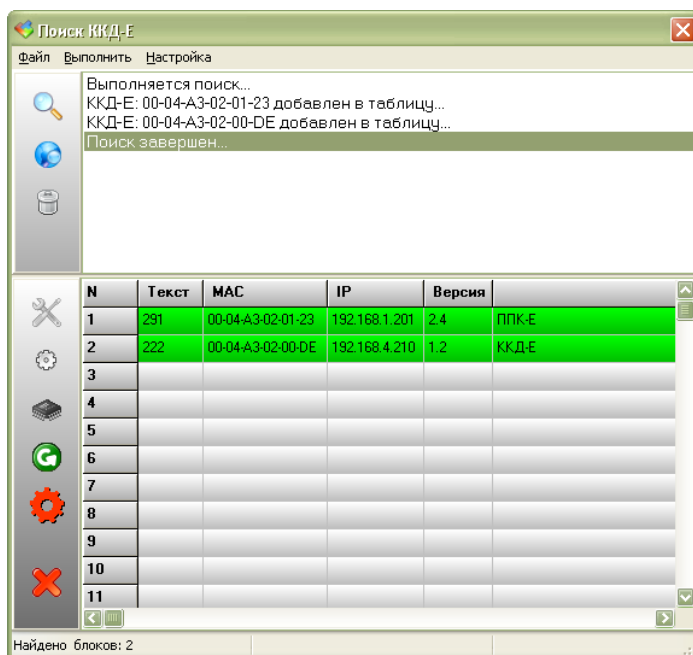 Поиск ККД-Е
Файл Выполнить Настройка
Выполняется поиск...
ККД-Е: 00-04-A3-02-01-23 добавлен в таблицу...
ККД-Е: 00-04-A3-02-00-DE добавлен в таблицу...
Поиск завершен...
N Текст MAC IP Версия
1 291 00-04-A3-02-01-23 192.168.1.201 2.4 ППК-Е
2 222 00-04-A3-02-00-DE 192.168.4.210 1.2 ККД-Е
3
4
5
6
7
8
9
10
11
Найдено блоков: 2